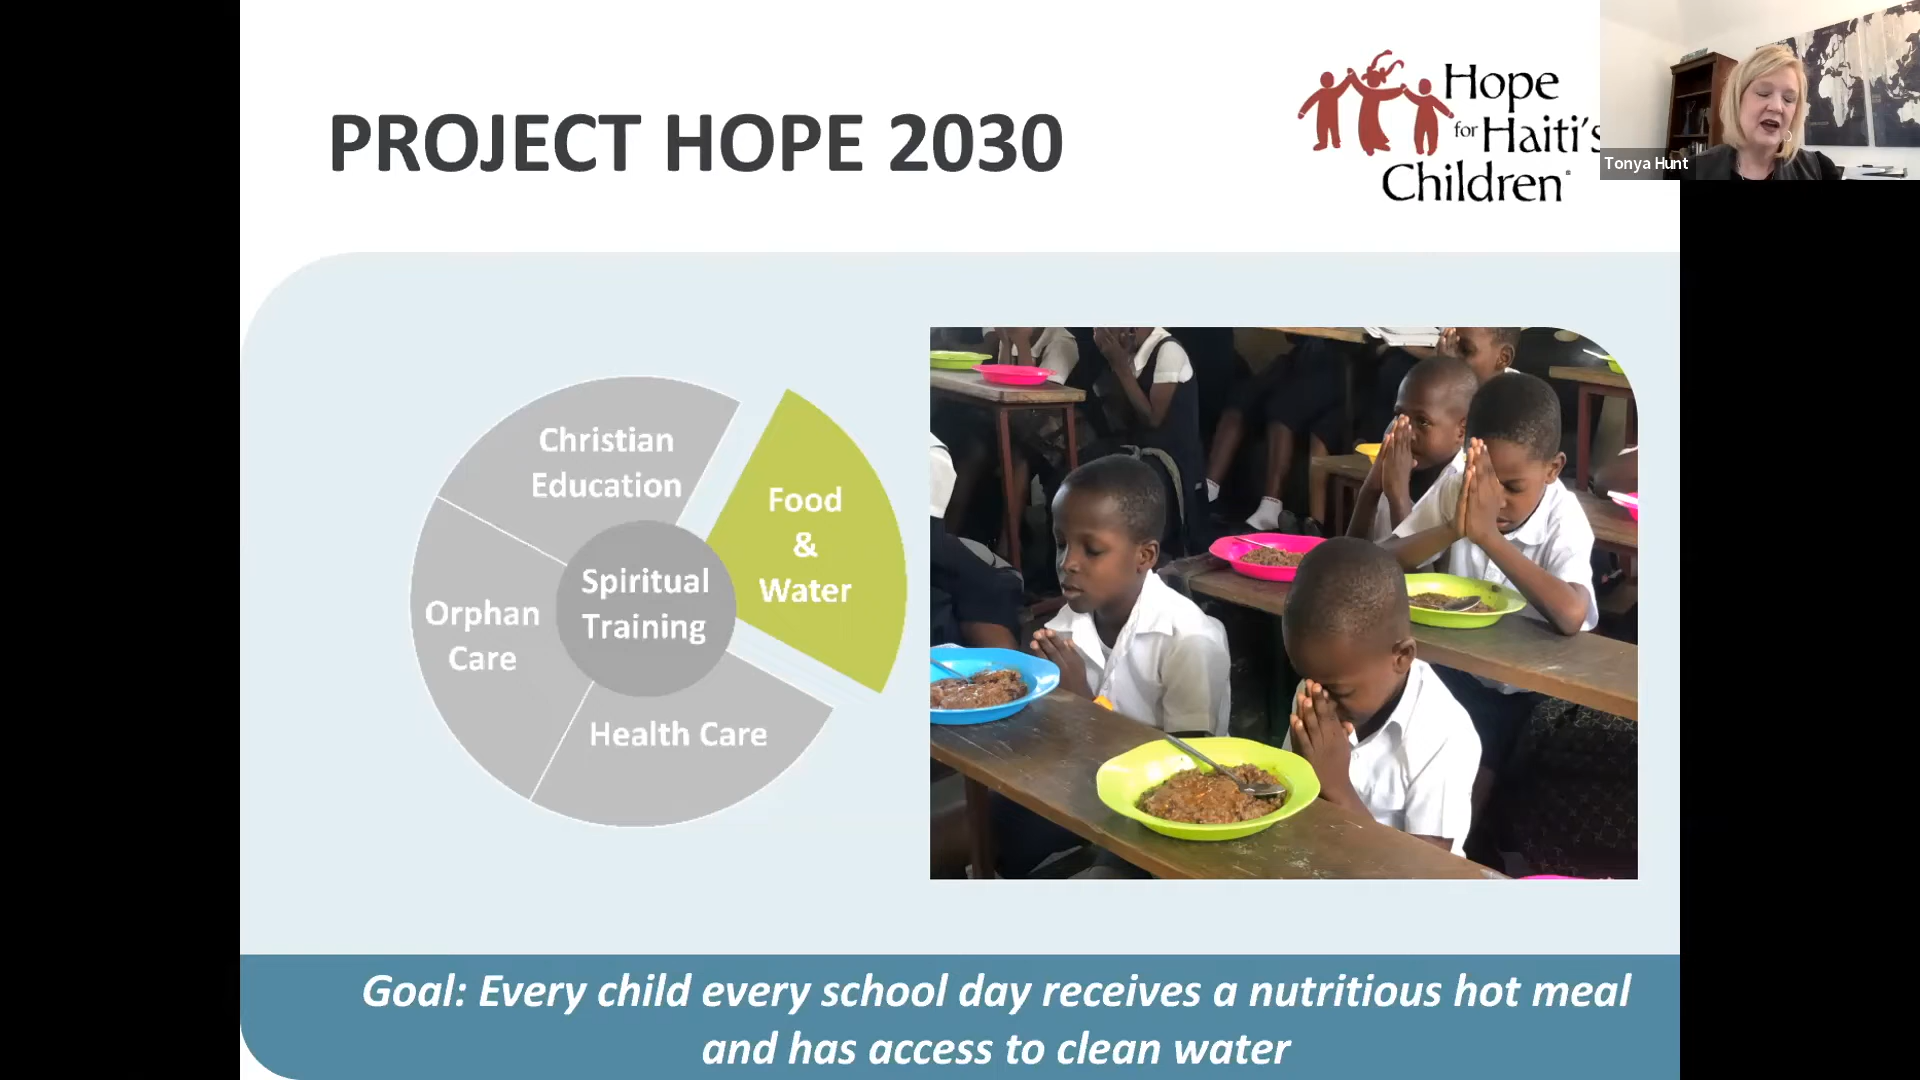 PROJECT HOPE 2030
Hope
for Haiti's
Children
Tonya Hunt
Christian
Education
Food
&
Water
Spiritual
Training
Orphan
Care
Health Care
Goal: Every child every school day receives a nutritious hot meal
and has access to clean water